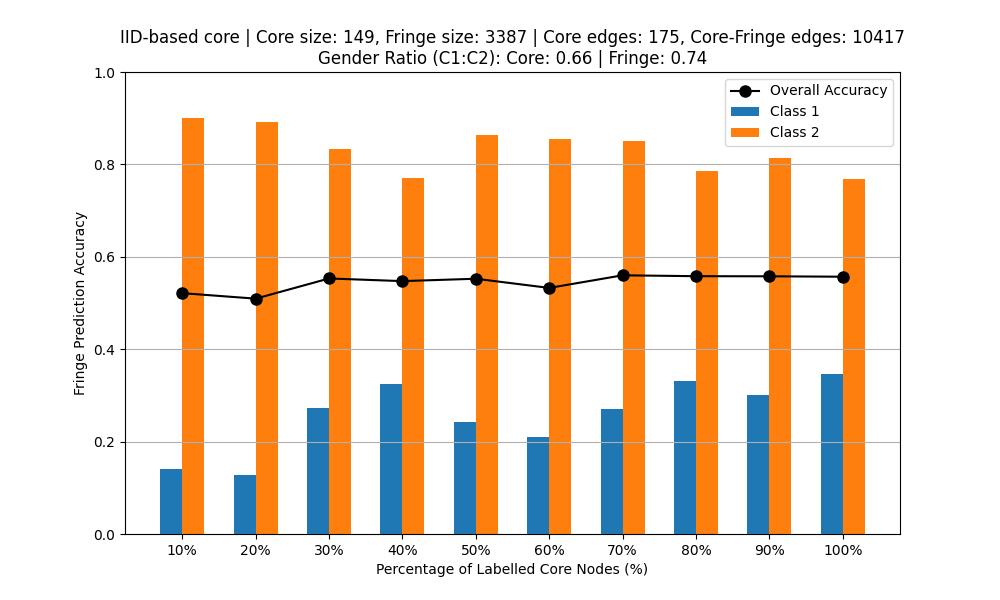 IID-based core | Core size: 149, Fringe size: 3387 | Core edges: 175, Core-Fringe edges: 10417
Gender Ratio (C1:C2): Core: 0.66 | Fringe: 0.74
Overall Accuracy
Class 1
Class 2
Fringe Prediction Accuracy
1.0
0.8
0.6
0.4
0.2
0.0
10% 20% 30% 40% 50% 60% 70% 80% 90% 100%
Percentage of Labelled Core Nodes (%)